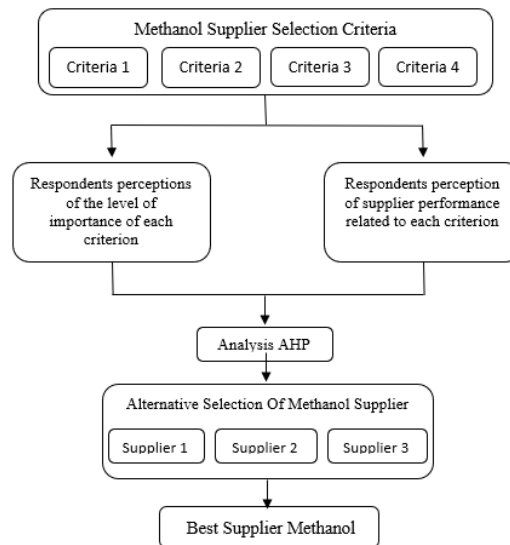 Methanol Supplier Selection Criteria
Criteria 1
Criteria 2
Criteria 3
Criteria 4
Respondents perceptions
of the level of
importance of each
criterion
Respondents perception
of supplier performance
related to each criterion
Analysis AHP
Alternative Selection Of Methanol Supplier
Supplier 1
Supplier 2
Supplier 3
Best Supplier Methanol